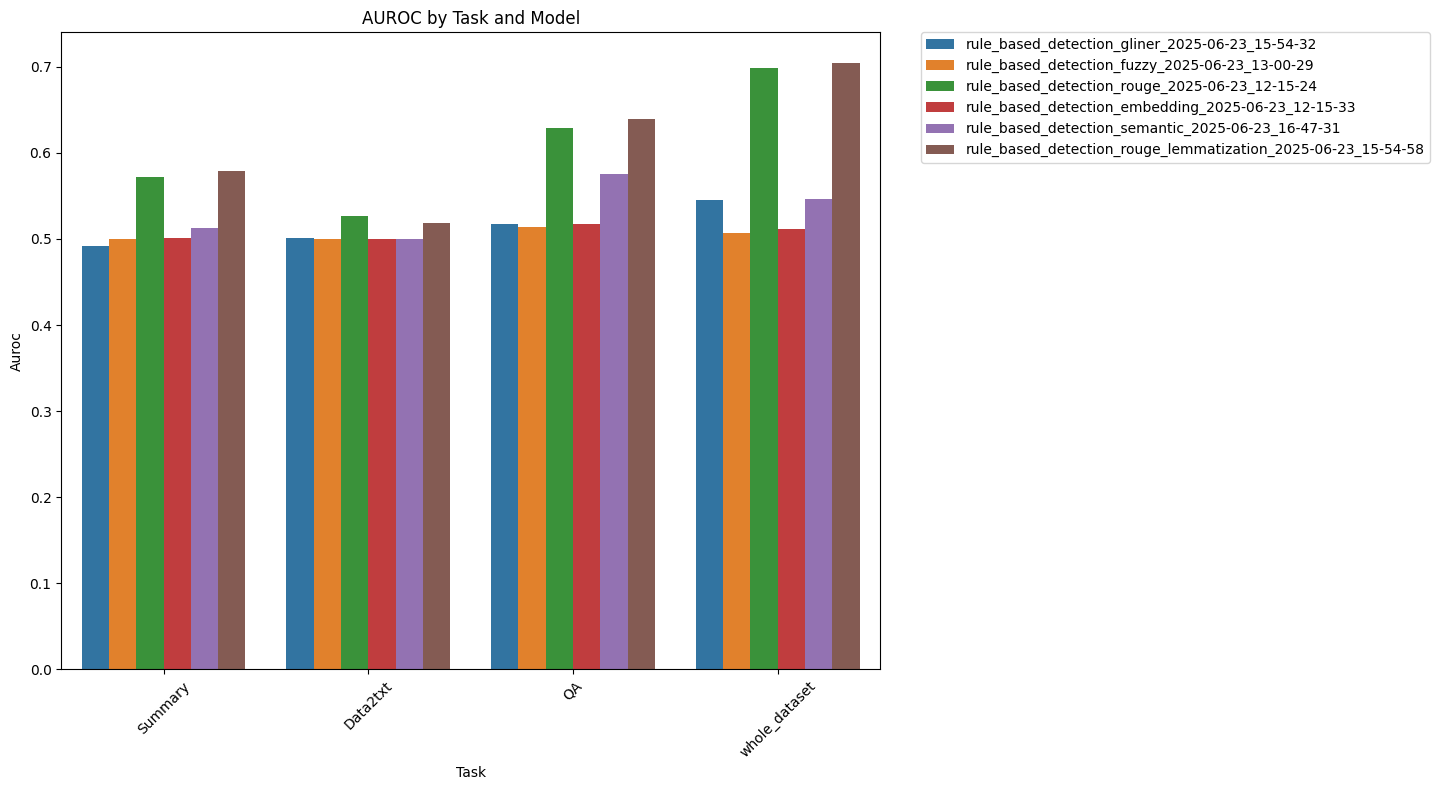 AUROC by Task and Model
rule_based_detection_gliner_2025-06-23_15-54-32
rule_based_detection_fuzzy_2025-06-23_13-00-29
rule_based_detection_rouge_2025-06-23_12-15-24
rule_based_detection_embedding_2025-06-23_12-15-33
rule_based_detection_semantic_2025-06-23_16-47-31
rule_based_detection_rouge_lemmatization_2025-06-23_15-54-58
Auroc
0.7
0.6
0.5
0.4
0.3
0.2
0.1
0.0
Summary
Data2txt
QA
whole_dataset
Task